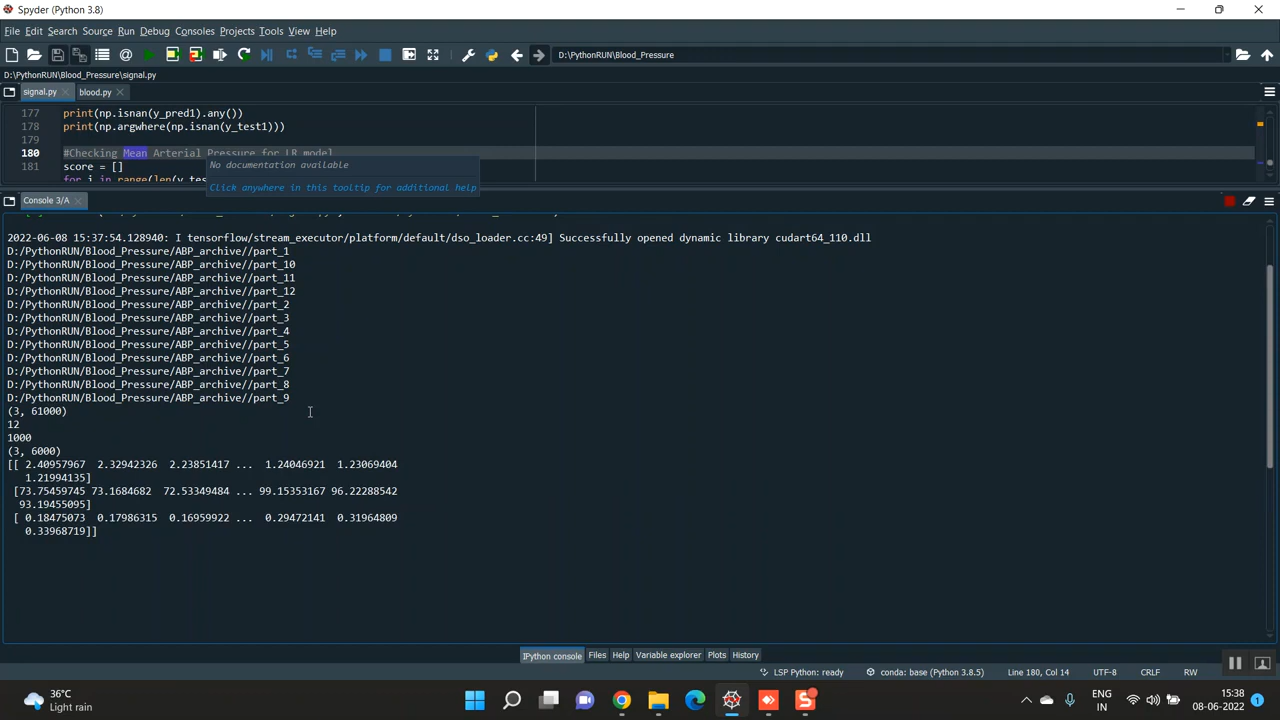 Spyder (Python 3.8)
File Edit Search Source Run Debug Consoles Projects Tools View Help
D:\PythonRUN\Blood_Pressure
D:\PythonRUN\Blood_Pressure\signal.py
signal.py blood.py
177 print(np.isnan(y_pred1).any())
178 print(np.argwhere(np.isnan(y_test1)))
179
180 #Checking Mean Arterial Pressure for LR model
No documentation available
181 score = []
for i in range(len(y_tes
Click anywhere in this tooltip for additional help
Console 3/A
2022-06-08 15:37:54.128940: I tensorflow/stream_executor/platform/default/dso_loader.cc:49] Successfully opened dynamic library cudart64_110.dll
D:/PythonRUN/Blood_Pressure/ABP_archive//part_1
D:/PythonRUN/Blood_Pressure/ABP_archive//part_10
D:/PythonRUN/Blood_Pressure/ABP_archive//part_11
D:/PythonRUN/Blood_Pressure/ABP_archive//part_12
D:/PythonRUN/Blood_Pressure/ABP_archive//part_2
D:/PythonRUN/Blood_Pressure/ABP_archive//part_3
D:/PythonRUN/Blood_Pressure/ABP_archive//part_4
D:/PythonRUN/Blood_Pressure/ABP_archive//part_5
D:/PythonRUN/Blood_Pressure/ABP_archive//part_6
D:/PythonRUN/Blood_Pressure/ABP_archive//part_7
D:/PythonRUN/Blood_Pressure/ABP_archive//part_8
D:/PythonRUN/Blood_Pressure/ABP_archive//part_9
(3, 61000)
12
1000
(3, 6000)
[[ 2.40957967 2.32942326 2.23851417 ... 1.24046921 1.23069404
1.21994135]
[73.75459745 73.1684682 72.53349484 ... 99.15353167 96.22288542
93.19455095]
[ 0.18475073 0.17986315 0.16959922 ... 0.29472141 0.31964809
0.33968719]]
IPython console Files Help Variable explorer Plots History
LSP Python: ready conda: base (Python 3.8.5) Line 180, Col 14 UTF-8 CRLF RW
36°C
Light rain
ENG
IN
15:38
08-06-2022
1